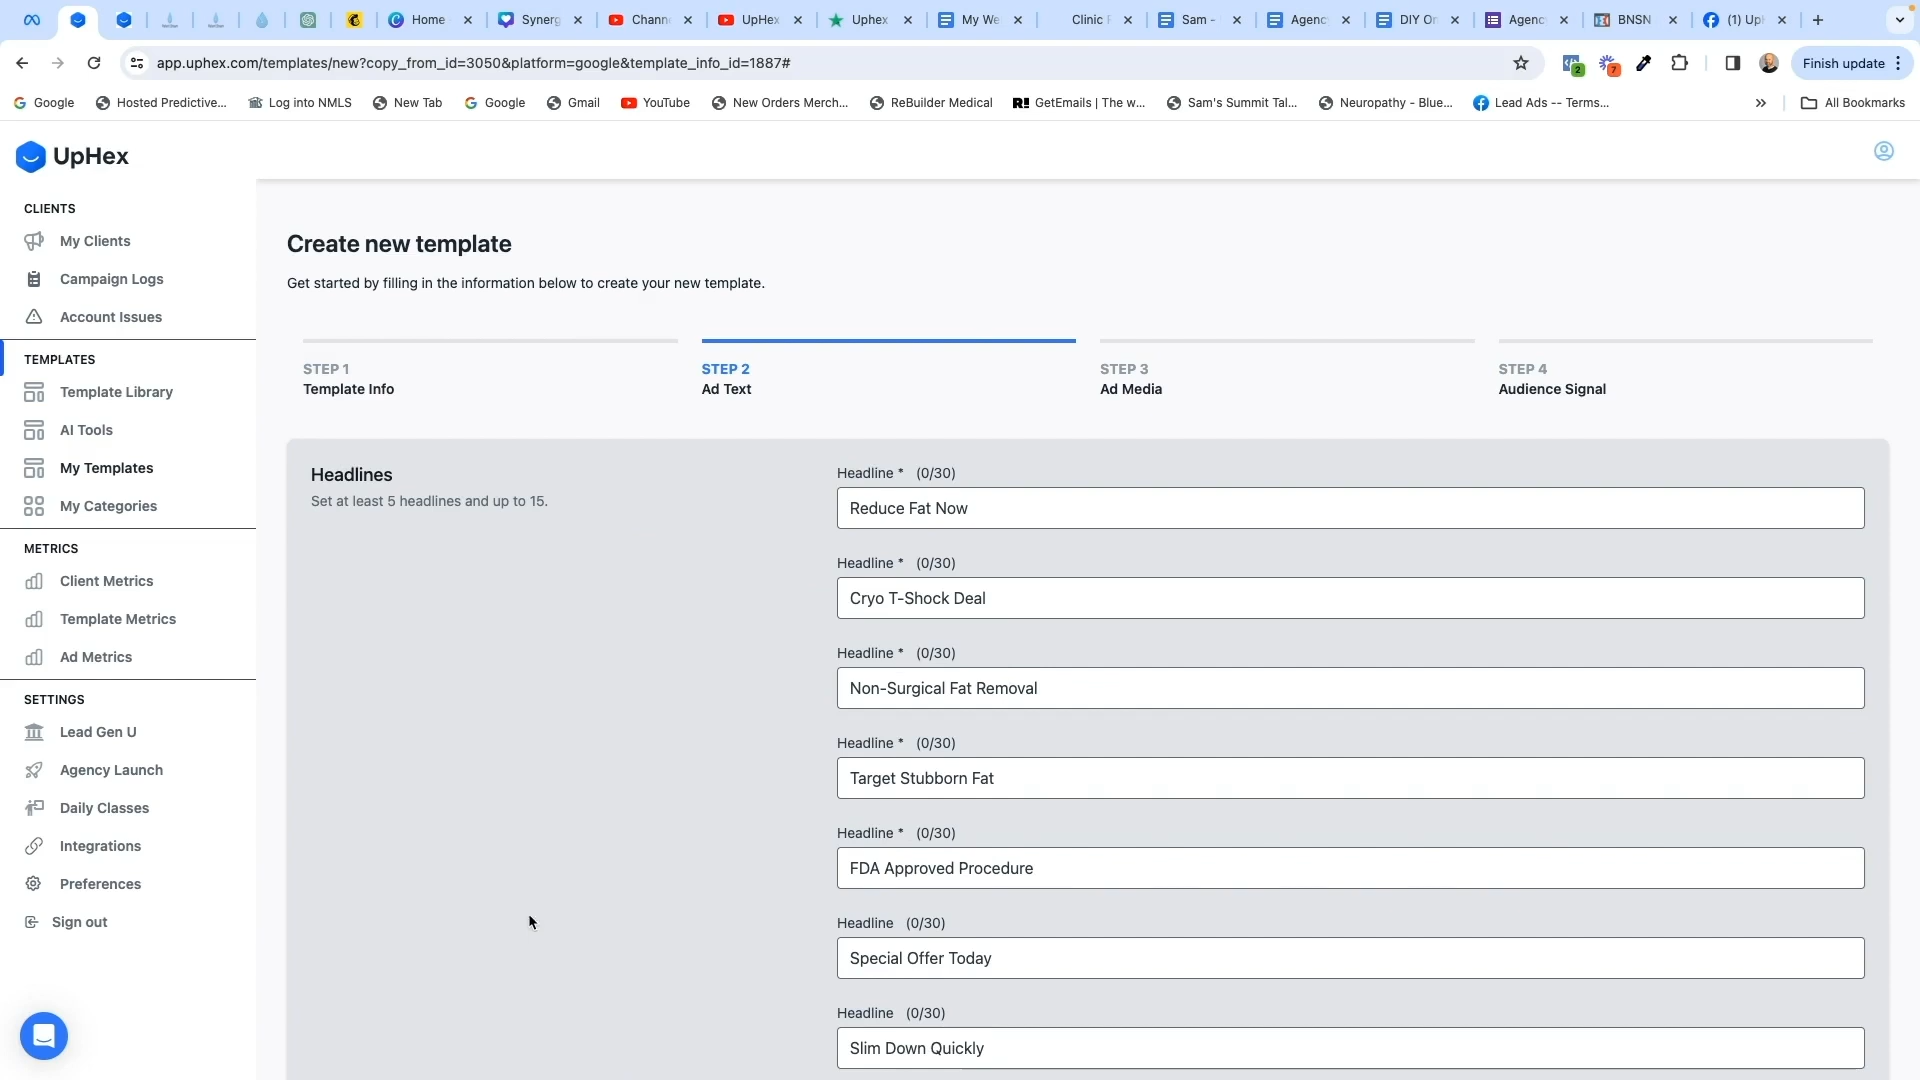 Home
Synerg
Chann
UpHex
Uphex
My We
Clinic F
Sam -
Agenc
DIY On
Agenc
BNSN
(1) Up
app.uphex.com/templates/new?copy_from_id=3050&platform=google&template_info_id=1887#
2
7
Finish update
Google
Hosted Predictive...
Log into NMLS
New Tab
Google
Gmail
YouTube
New Orders Merch...
ReBuilder Medical
R!
GetEmails | The w...
Sam's Summit Tal...
Neuropathy - Blue...
Lead Ads -- Terms...
All Bookmarks
UpHex
CLIENTS
My Clients
Campaign Logs
Account Issues
TEMPLATES
Template Library
AI Tools
My Templates
My Categories
METRICS
Client Metrics
Template Metrics
Ad Metrics
SETTINGS
Lead Gen U
Agency Launch
Daily Classes
Integrations
Preferences
Sign out
Create new template
Get started by filling in the information below to create your new template.
STEP 1
Template Info
STEP 2
Ad Text
STEP 3
Ad Media
STEP 4
Audience Signal
Headlines
Set at least 5 headlines and up to 15.
Headline * (0/30)
Reduce Fat Now
Headline * (0/30)
Cryo T-Shock Deal
Headline * (0/30)
Non-Surgical Fat Removal
Headline * (0/30)
Target Stubborn Fat
Headline * (0/30)
FDA Approved Procedure
Headline (0/30)
Special Offer Today
Headline (0/30)
Slim Down Quickly